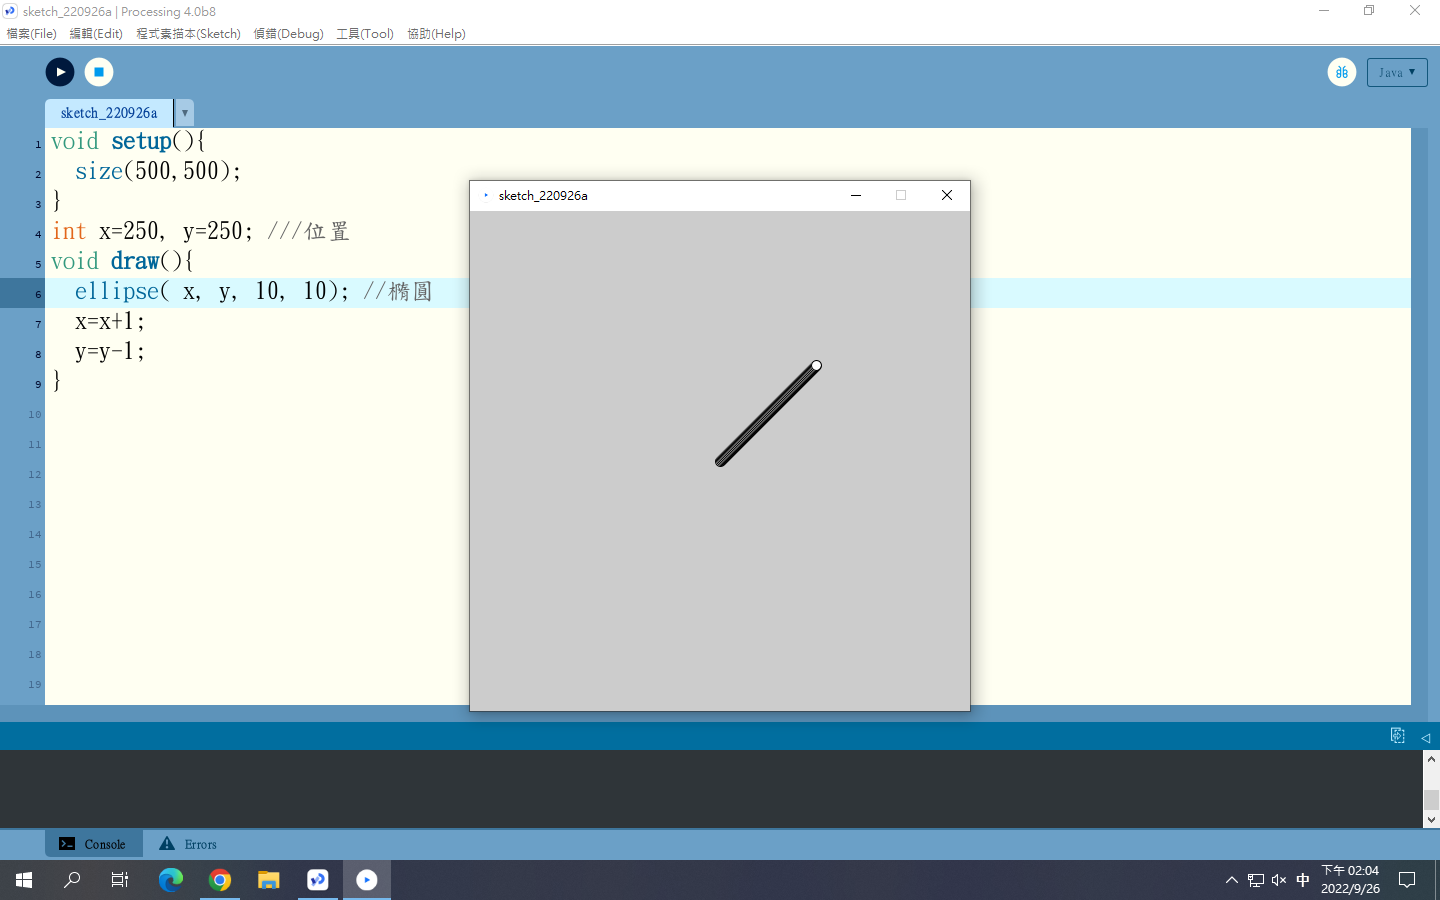 sketch_220926a | Processing 4.0b8
檔案(File) 編輯(Edit) 程式素描本(Sketch) 偵錯(Debug) 工具(Tool) 協助(Help)
Java ▼
sketch_220926a ▼
1 void setup(){
2 size(500,500);
3 }
4 int x=250, y=250; ///位置
5 void draw(){
6 ellipse( x, y, 10, 10); //橢圓
7 x=x+1;
8 y=y-1;
9 }
10
11
12
13
14
15
16
17
18
19
sketch_220926a
Console Errors
中
下午 02:04
2022/9/26